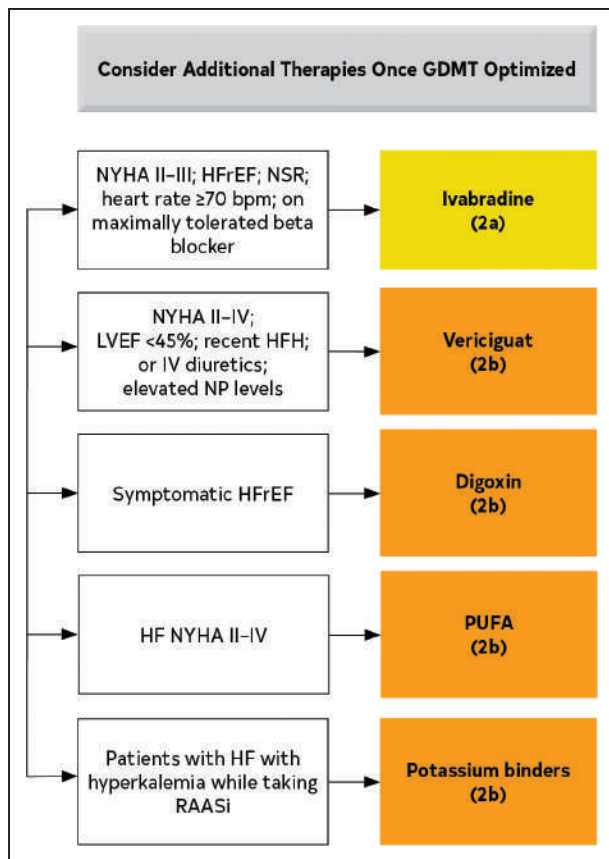 Consider Additional Therapies Once GDMT Optimized
NYHA II–III; HFrEF; NSR;
heart rate ≥70 bpm; on
maximally tolerated beta
blocker
Ivabradine
(2a)
NYHA II–IV;
LVEF <45%; recent HFH;
or IV diuretics;
elevated NP levels
Vericiguat
(2b)
Symptomatic HFrEF
Digoxin
(2b)
HF NYHA II–IV
PUFA
(2b)
Patients with HF with
hyperkalemia while taking
RAASi
Potassium binders
(2b)